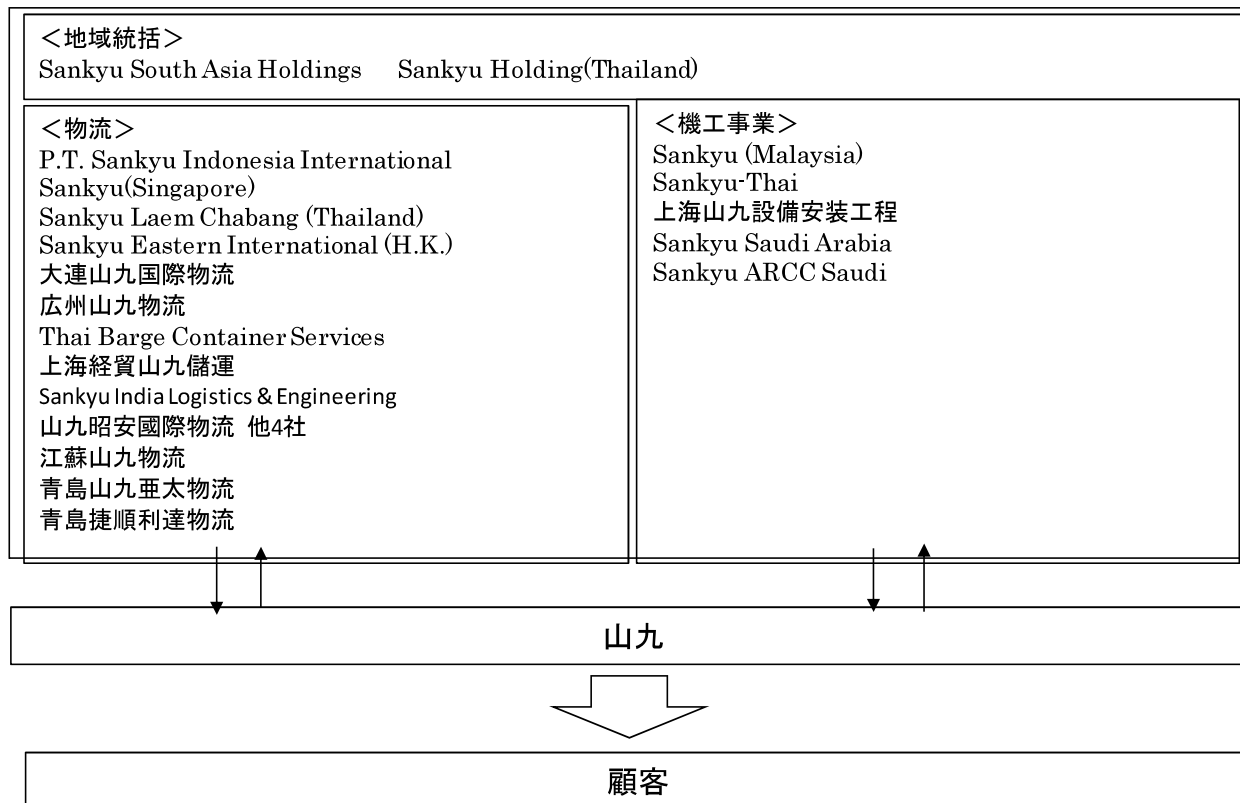 ＜地域統括＞
Sankyu South Asia Holdings Sankyu Holding(Thailand)
＜物流＞
P.T. Sankyu Indonesia International
Sankyu(Singapore)
Sankyu Laem Chabang (Thailand)
Sankyu Eastern International (H.K.)
大連山九国際物流
広州山九物流
Thai Barge Container Services
上海経貿山九儲運
Sankyu India Logistics & Engineering
山九昭安國際物流 他4社
江蘇山九物流
青島山九亜太物流
青島捷順利達物流
＜機工事業＞
Sankyu (Malaysia)
Sankyu-Thai
上海山九設備安装工程
Sankyu Saudi Arabia
Sankyu ARCC Saudi
山九
顧客